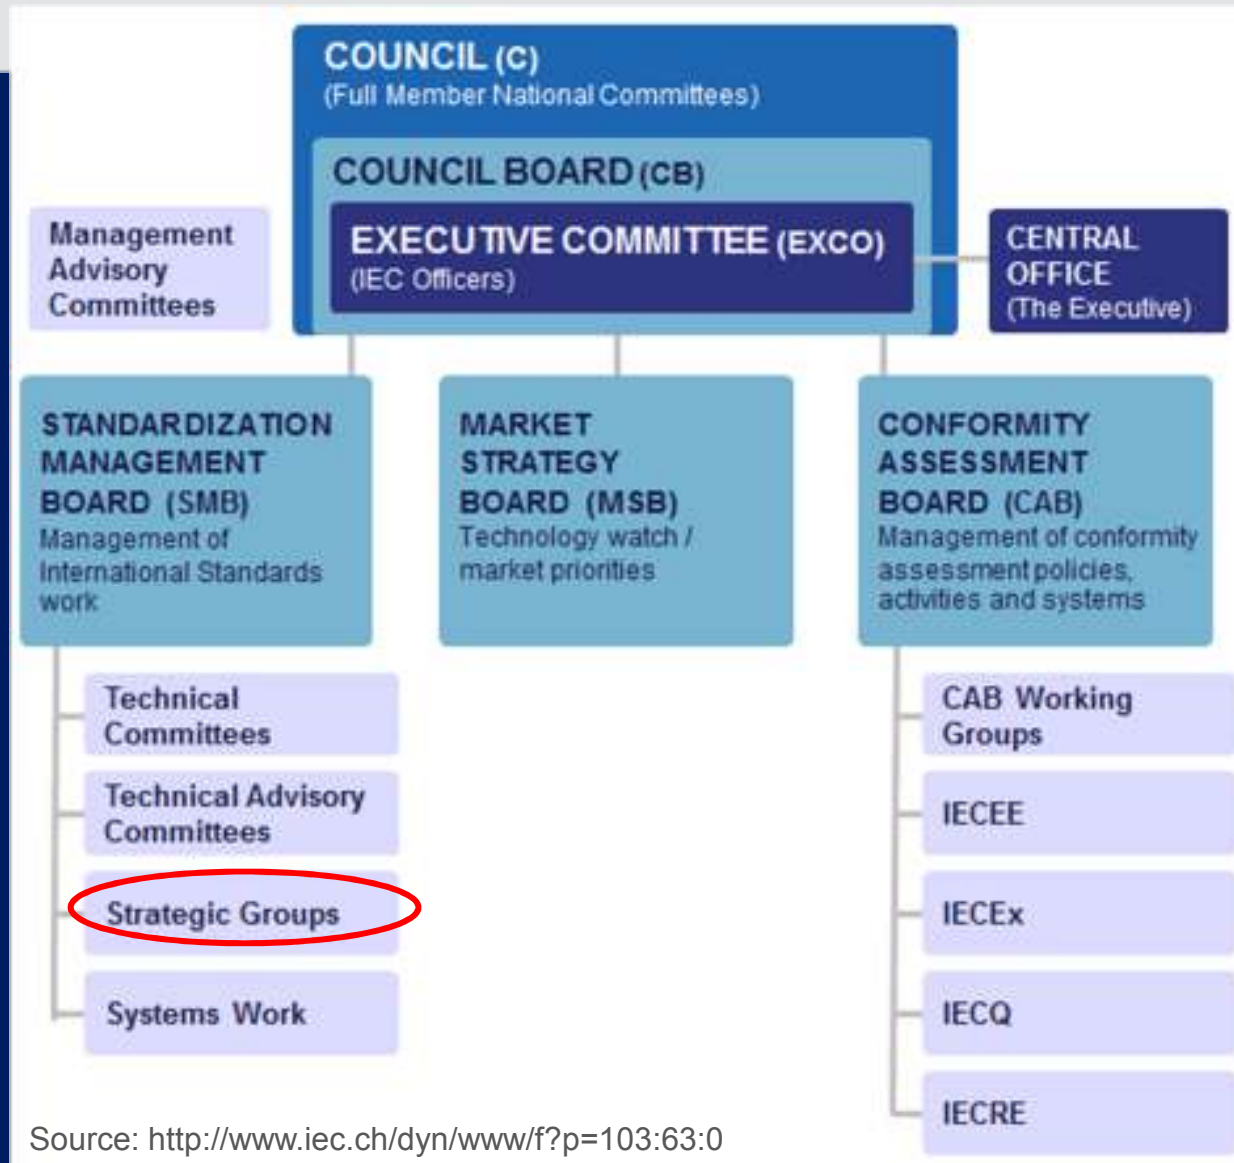 COUNCIL (C)
(Full Member National Committees)
COUNCIL BOARD (CB)
EXECUTIVE COMMITTEE (EXCO)
(IEC Officers)
Management
Advisory
Committees
CENTRAL
OFFICE
(The Executive)
STANDARDIZATION
MANAGEMENT
BOARD (SMB)
Management of
International Standards
work
MARKET
STRATEGY
BOARD (MSB)
Technology watch /
market priorities
CONFORMITY
ASSESSMENT
BOARD (CAB)
Management of conformity
assessment policies,
activities and systems
Technical
Committees
Technical Advisory
Committees
Strategic Groups
Systems Work
CAB Working
Groups
IECEE
IECEx
IECQ
IECRE
Source: http://www.iec.ch/dyn/www/f?p=103:63:0